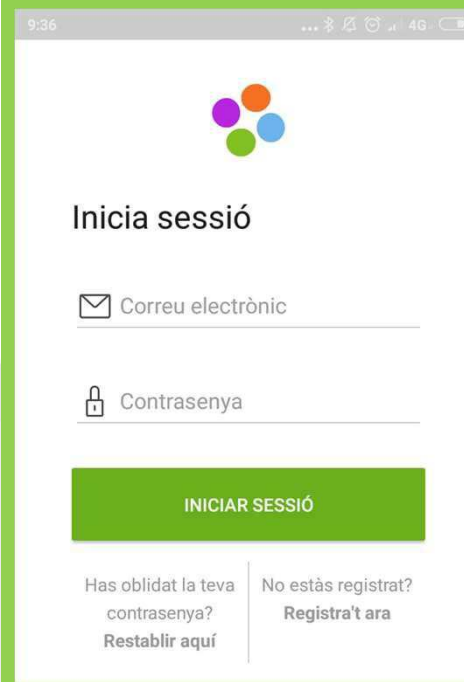 9:36
4G
Inicia sessió
Correu electrònic
Contrasenya
INICIAR SESSIÓ
Has oblidat la teva
contrasenya?
Restablir aquí
No estàs registrat?
Registra't ara